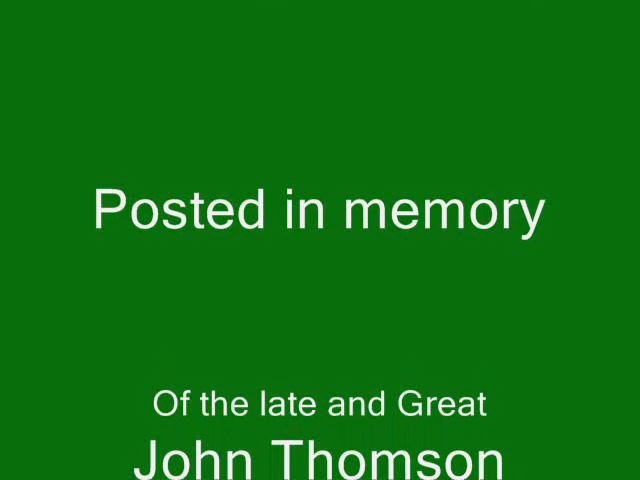 Posted in memory
Of the late and Great
John Thomson